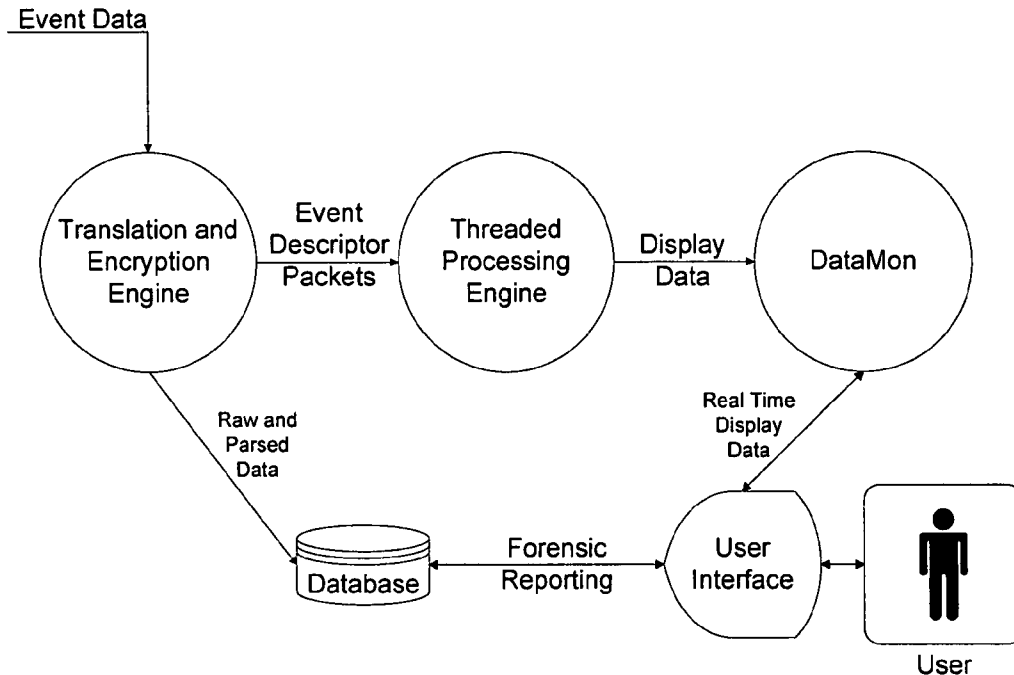 Event Data
Translation and
Encryption
Engine
Event
Descriptor
Packets
Threaded
Processing
Engine
Display
Data
DataMon
Raw and
Parsed
Data
Real Time
Display
Data
Database
Forensic
Reporting
User
Interface
User